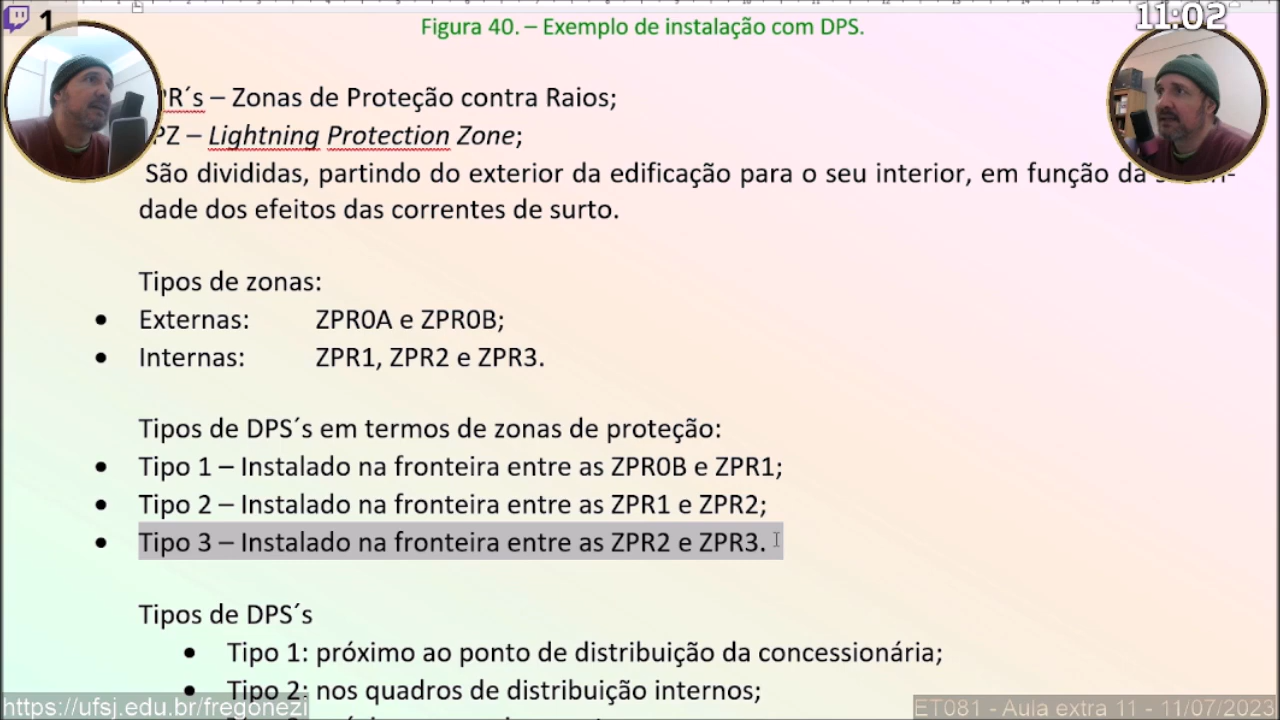 1
11:02
Figura 40. – Exemplo de instalação com DPS.
PR´s – Zonas de Proteção contra Raios;
PZ – Lightning Protection Zone;
São divididas, partindo do exterior da edificação para o seu interior, em função da
dade dos efeitos das correntes de surto.
Tipos de zonas:
• Externas: ZPR0A e ZPR0B;
• Internas: ZPR1, ZPR2 e ZPR3.
Tipos de DPS´s em termos de zonas de proteção:
• Tipo 1 – Instalado na fronteira entre as ZPR0B e ZPR1;
• Tipo 2 – Instalado na fronteira entre as ZPR1 e ZPR2;
• Tipo 3 – Instalado na fronteira entre as ZPR2 e ZPR3.
Tipos de DPS´s
• Tipo 1: próximo ao ponto de distribuição da concessionária;
• Tipo 2: nos quadros de distribuição internos;
https://ufsj.edu.br/fregonezi
ET081 - Aula extra 11 - 11/07/2023